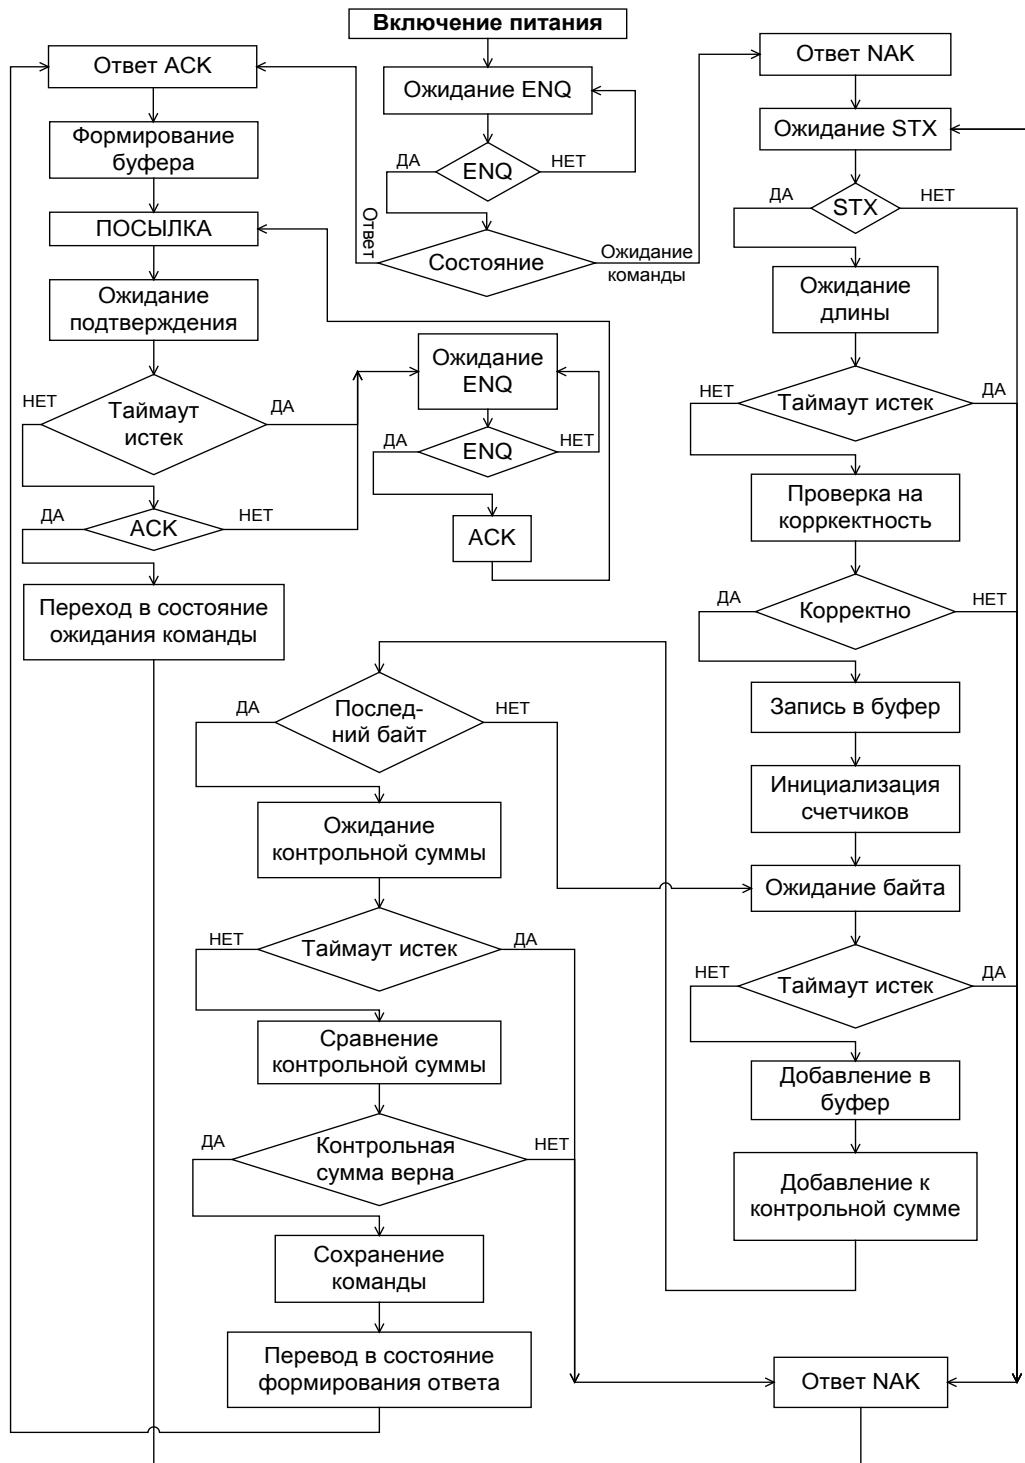 Включение питания
Ответ ACK
Ожидание ENQ
Ответ NAK
Формирование
буфера
ДА
ENQ
НЕТ
Ожидание STX
ДА
STX
НЕТ
ПОСЫЛКА
Ответ
Состояние
Ожидание
команды
Ожидание
подтверждения
Ожидание
длины
НЕТ
Таймаут
истек
ДА
Ожидание
ENQ
ДА
ENQ
НЕТ
НЕТ
Таймаут истек
ДА
ДА
ACK
НЕТ
ACK
Проверка на
корркектность
Переход в состояние
ожидания команды
ДА
Корректно
НЕТ
ДА
Послед-
ний байт
НЕТ
Запись в буфер
Инициализация
счетчиков
Ожидание
контрольной суммы
Ожидание байта
НЕТ
Таймаут истек
ДА
НЕТ
Таймаут истек
ДА
Сравнение
контрольной суммы
Добавление в
буфер
ДА
Контрольная
сумма верна
НЕТ
Добавление к
контрольной сумме
Сохранение
команды
Перевод в состояние
формирования ответа
Ответ NAK